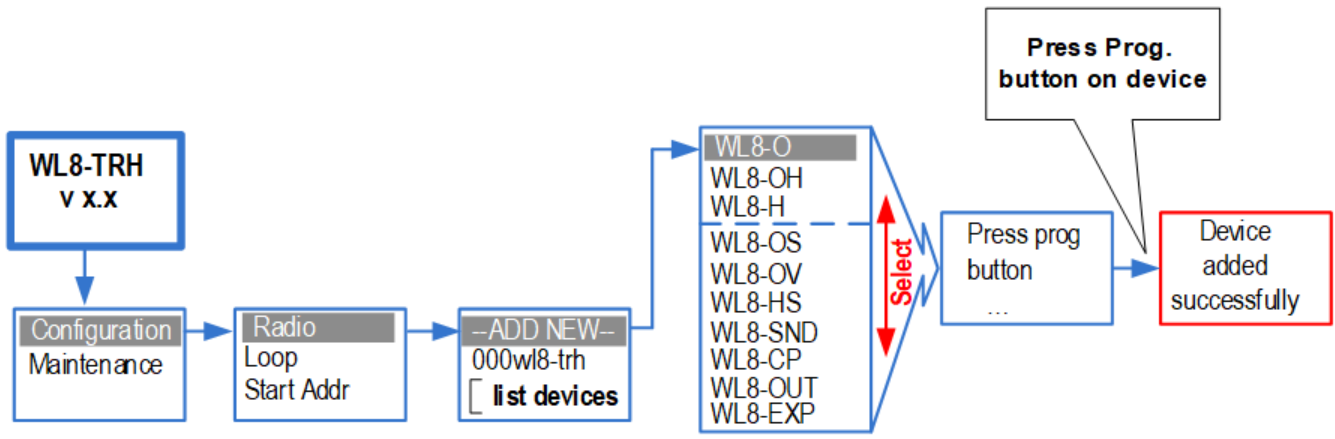 Press Prog.
button on device
WL8-TRH
v x.x
Configuration
Maintenance
Radio
Loop
Start Addr
--ADD NEW--
000wl8-trh
[ list devices
WL8-O
WL8-OH
WL8-H
WL8-OS
WL8-OV
WL8-HS
WL8-SND
WL8-CP
WL8-OUT
WL8-EXP
Select
Press prog
button
...
Device
added
successfully